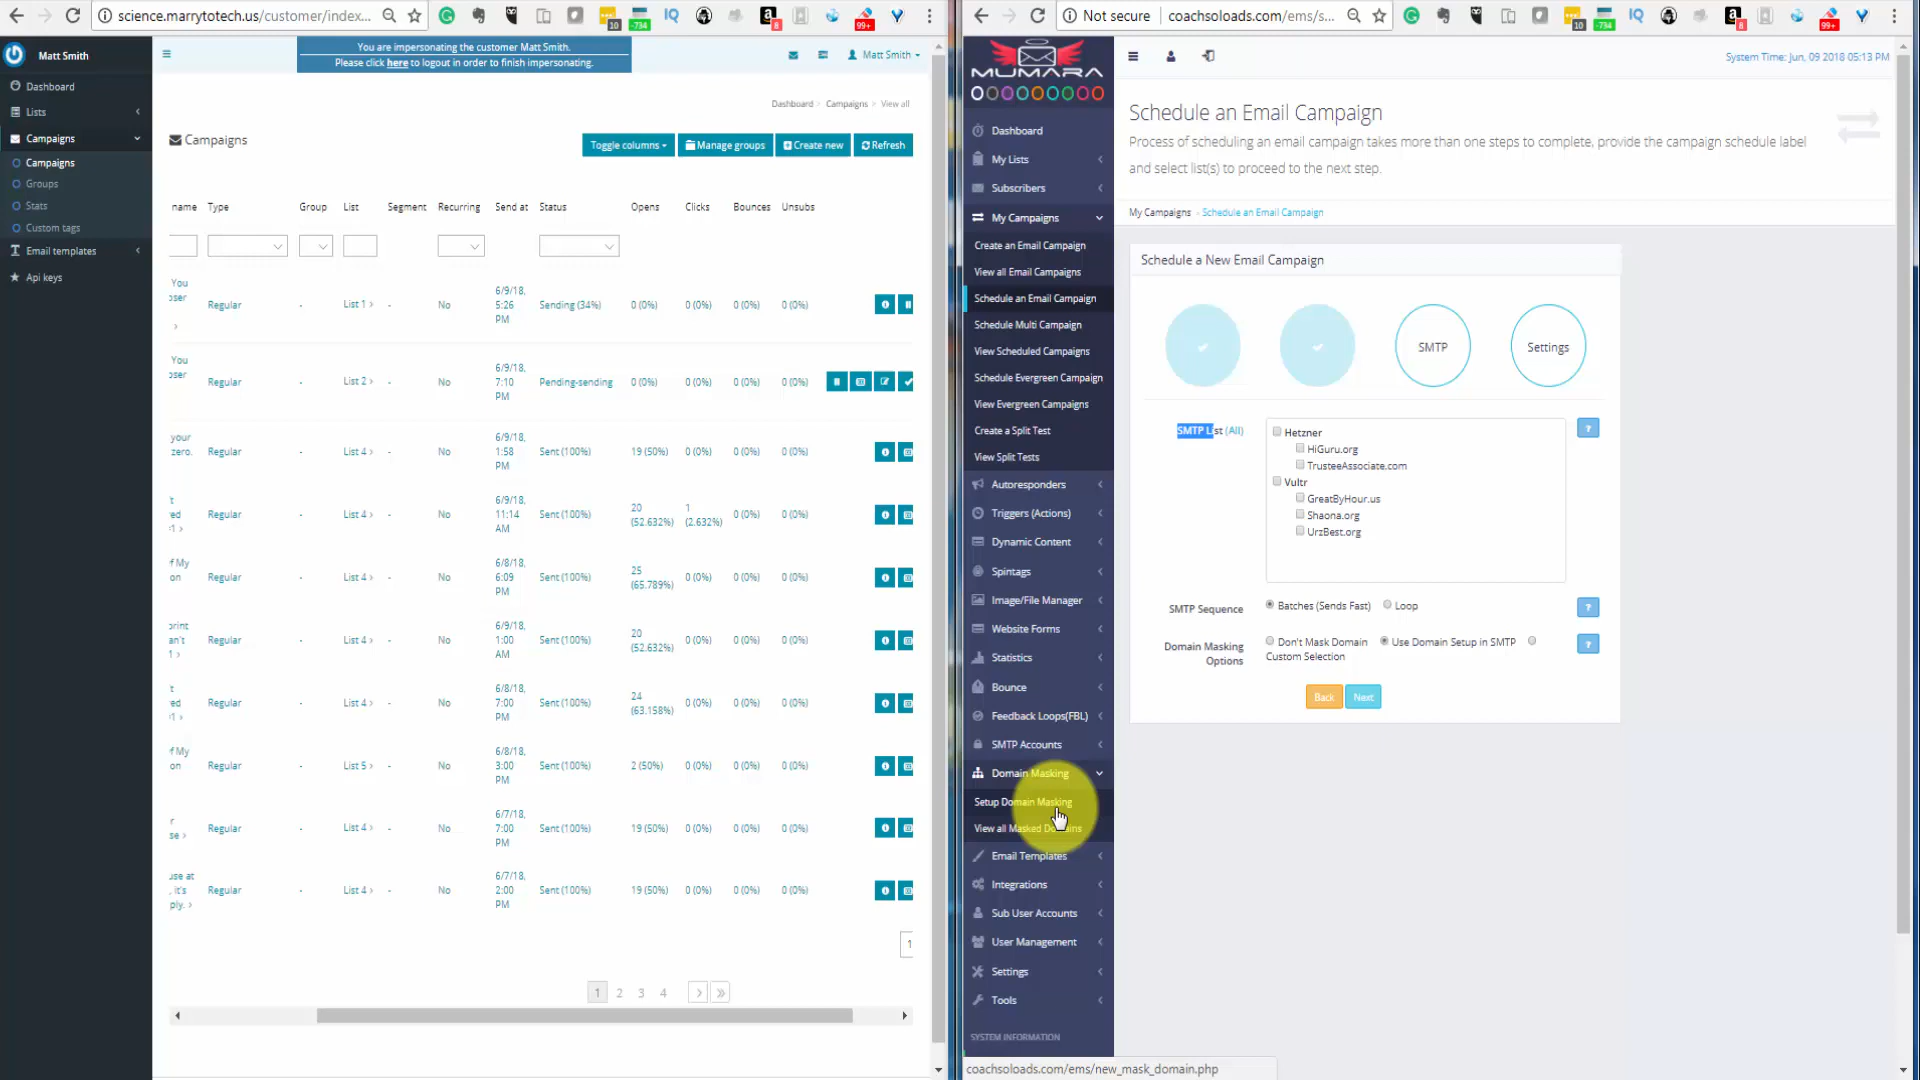 science.marrytotech.us/customer/index...
10
-734
IQ
8
99+
Matt Smith
Dashboard
Lists
Campaigns
Campaigns
Groups
Stats
Custom tags
Email templates
Api keys
You are impersonating the customer Matt Smith.
Please click here to logout in order to finish impersonating.
Matt Smith
Dashboard Campaigns View all
Campaigns
Toggle columns Manage groups Create new Refresh
name Type Group List Segment Recurring Send at Status Opens Clicks Bounces Unsubs
You
oser
Regular - List 1 > - No 6/9/18, 5:26 PM Sending (34%) 0 (0%) 0 (0%) 0 (0%) 0 (0%)
You
oser
Regular - List 2 > - No 6/9/18, 7:10 PM Pending-sending 0 (0%) 0 (0%) 0 (0%) 0 (0%)
your
zero.
Regular - List 4 > - No 6/9/18, 1:58 PM Sent (100%) 19 (50%) 0 (0%) 0 (0%) 0 (0%)
Regular - List 4 > - No 6/9/18, 11:14 AM Sent (100%) 20 (52.632%) 1 (2.632%) 0 (0%) 0 (0%)
f My
on
Regular - List 4 > - No 6/8/18, 6:09 PM Sent (100%) 25 (65.789%) 0 (0%) 0 (0%) 0 (0%)
print
an't
1 >
Regular - List 4 > - No 6/9/18, 1:00 AM Sent (100%) 20 (52.632%) 0 (0%) 0 (0%) 0 (0%)
Regular - List 4 > - No 6/8/18, 7:00 PM Sent (100%) 24 (63.158%) 0 (0%) 0 (0%) 0 (0%)
of My
on
Regular - List 5 > - No 6/8/18, 3:00 PM Sent (100%) 2 (50%) 0 (0%) 0 (0%) 0 (0%)
se >
Regular - List 4 > - No 6/7/18, 7:00 PM Sent (100%) 19 (50%) 0 (0%) 0 (0%) 0 (0%)
use at
, it's
ply. >
Regular - List 4 > - No 6/7/18, 2:00 PM Sent (100%) 19 (50%) 0 (0%) 0 (0%) 0 (0%)
1
1 2 3 4 > »
Not secure coachsoloads.com/ems/s...
10
-734
IQ
8
99+
MUMARA
System Time: Jun, 09 2018 05:13 PM
Dashboard
My Lists
Subscribers
My Campaigns
Create an Email Campaign
View all Email Campaigns
Schedule an Email Campaign
Schedule Multi Campaign
View Scheduled Campaigns
Schedule Evergreen Campaign
View Evergreen Campaigns
Create a Split Test
View Split Tests
Autoresponders
Triggers (Actions)
Dynamic Content
Spintags
Image/File Manager
Website Forms
Statistics
Bounce
Feedback Loops(FBL)
SMTP Accounts
Domain Masking
Setup Domain Masking
View all Masked Domains
Email Templates
Integrations
Sub User Accounts
User Management
Settings
Tools
SYSTEM INFORMATION
coachsoloads.com/ems/new_mask_domain.php
Schedule an Email Campaign
Process of scheduling an email campaign takes more than one steps to complete, provide the campaign schedule label
and select list(s) to proceed to the next step.
My Campaigns - Schedule an Email Campaign
Schedule a New Email Campaign
SMTP Settings
SMTP List (All)
Hetzner
HiGuru.org
TrusteeAssociate.com
Vultr
GreatByHour.us
Shaona.org
UrzBest.org
?
SMTP Sequence Batches (Sends Fast) Loop ?
Domain Masking
Options
Don't Mask Domain Use Domain Setup in SMTP
Custom Selection
?
Back Next